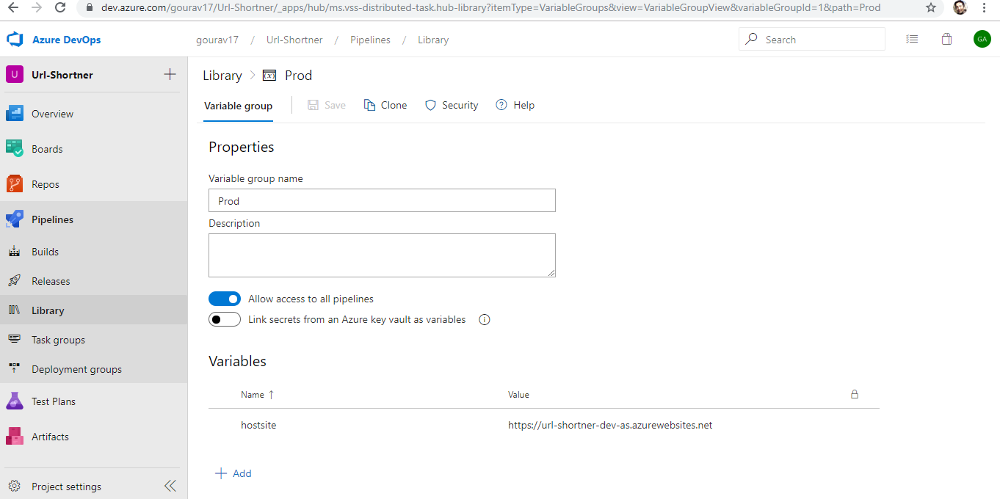 dev.azure.com/gourav17/Url-Shortner/_apps/hub/ms.vss-distributed-task.hub-library?itemType=VariableGroups&view=VariableGroupView&variableGroupId=1&path=Prod
Azure DevOps
gourav17 / Url-Shortner / Pipelines / Library
Search
GA
U Url-Shortner
Overview
Boards
Repos
Pipelines
Builds
Releases
Library
Task groups
Deployment groups
Test Plans
Artifacts
Project settings
Library > (x) Prod
Variable group
Save
Clone
Security
? Help
Properties
Variable group name
Prod
Description
Allow access to all pipelines
Link secrets from an Azure key vault as variables
Variables
Name ↑ Value
hostsite https://url-shortner-dev-as.azurewebsites.net
+ Add